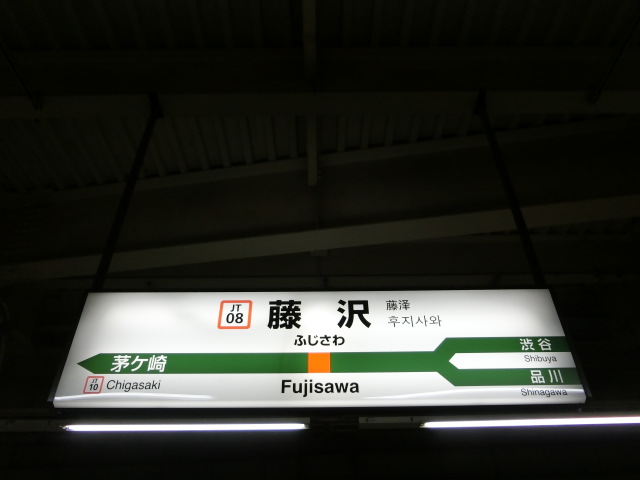 JT
08
藤沢
藤泽
후지사와
ふじさわ
茅ケ崎
渋谷
Shibuya
JT
10
Chigasaki
Fujisawa
品川
Shinagawa